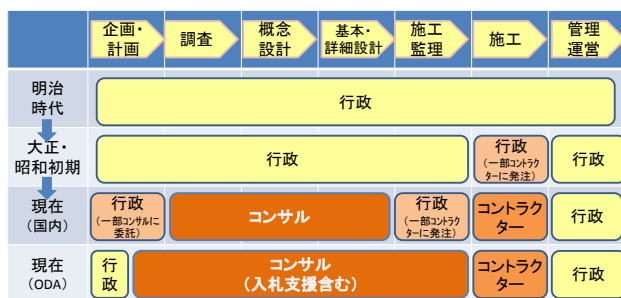 企画・
計画
調査
概念
設計
基本・
詳細設計
施工
監理
施工
管理
運営
明治
時代
行政
大正・
昭和初期
行政
行政
(一部コントラク
ターに発注)
行政
現在
(国内)
行政
(一部コンサルに
委託)
コンサル
行政
(一部コントラク
ターに発注)
コントラク
ター
行政
現在
(ODA)
行
政
コンサル
(入札支援含む)
コントラク
ター
行政